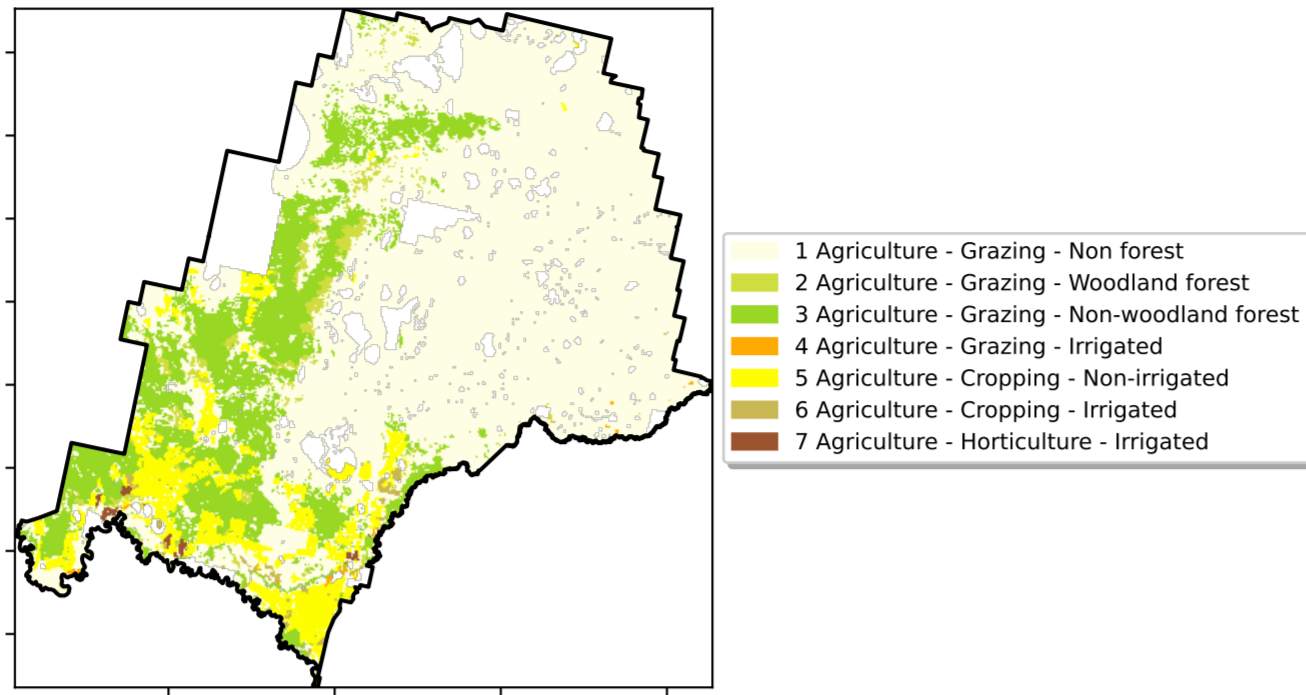 1 Agriculture - Grazing - Non forest
2 Agriculture - Grazing - Woodland forest
3 Agriculture - Grazing - Non-woodland forest
4 Agriculture - Grazing - Irrigated
5 Agriculture - Cropping - Non-irrigated
6 Agriculture - Cropping - Irrigated
7 Agriculture - Horticulture - Irrigated